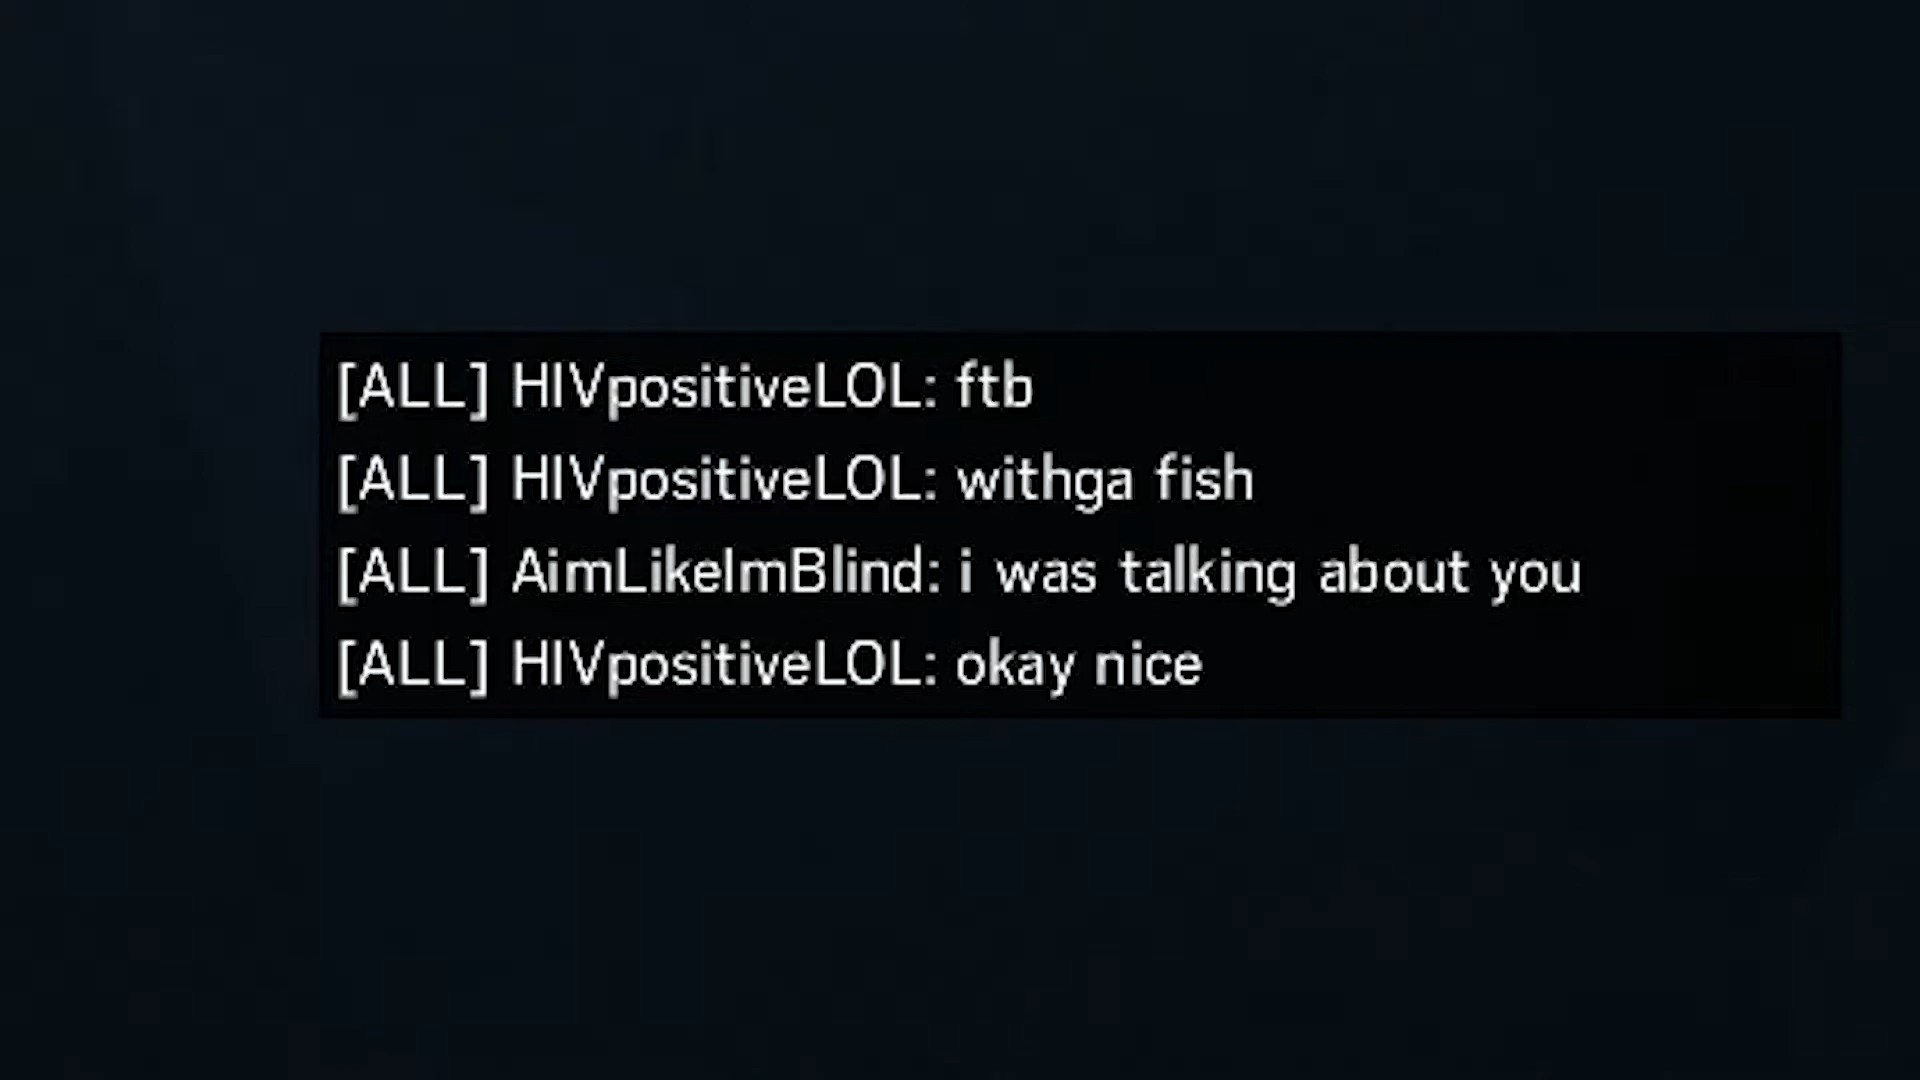 [ALL] HIVpositiveLOL: ftb
[ALL] HIVpositiveLOL: withga fish
[ALL] AimLikeImBlind: i was talking about you
[ALL] HIVpositiveLOL: okay nice